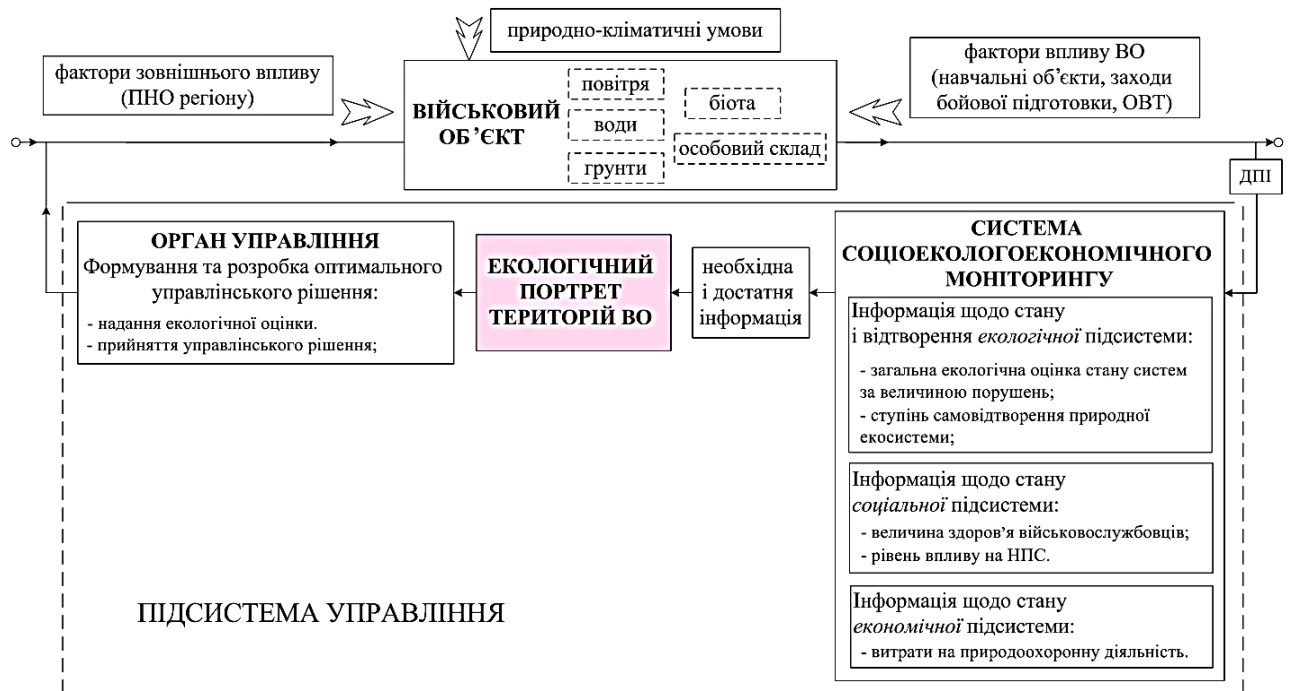 природно-кліматичні умови
фактори зовнішнього впливу
(ПНО регіону)
ВІЙСЬКОВИЙ
ОБ’ЄКТ
повітря
води
грунти
біота
особовий склад
фактори впливу ВО
(навчальні об’єкти, заходи
бойової підготовки, ОВТ)
ДПІ
ОРГАН УПРАВЛІННЯ
Формування та розробка оптимального
управлінського рішення:
- надання екологічної оцінки.
- прийняття управлінського рішення;
ЕКОЛОГІЧНИЙ
ПОРТРЕТ
ТЕРИТОРІЙ ВО
необхідна
і достатня
інформація
СИСТЕМА
СОЦІОЕКОЛОГОЕКОНОМІЧНОГО
МОНІТОРИНГУ
Інформація щодо стану
і відтворення екологічної підсистеми:
- загальна екологічна оцінка стану систем
за величиною порушень;
- ступінь самовідтворення природної
екосистеми;
Інформація щодо стану
соціальної підсистеми:
- величина здоров’я військовослужбовців;
- рівень впливу на НПС.
Інформація щодо стану
економічної підсистеми:
- витрати на природоохоронну діяльність.
ПІДСИСТЕМА УПРАВЛІННЯ